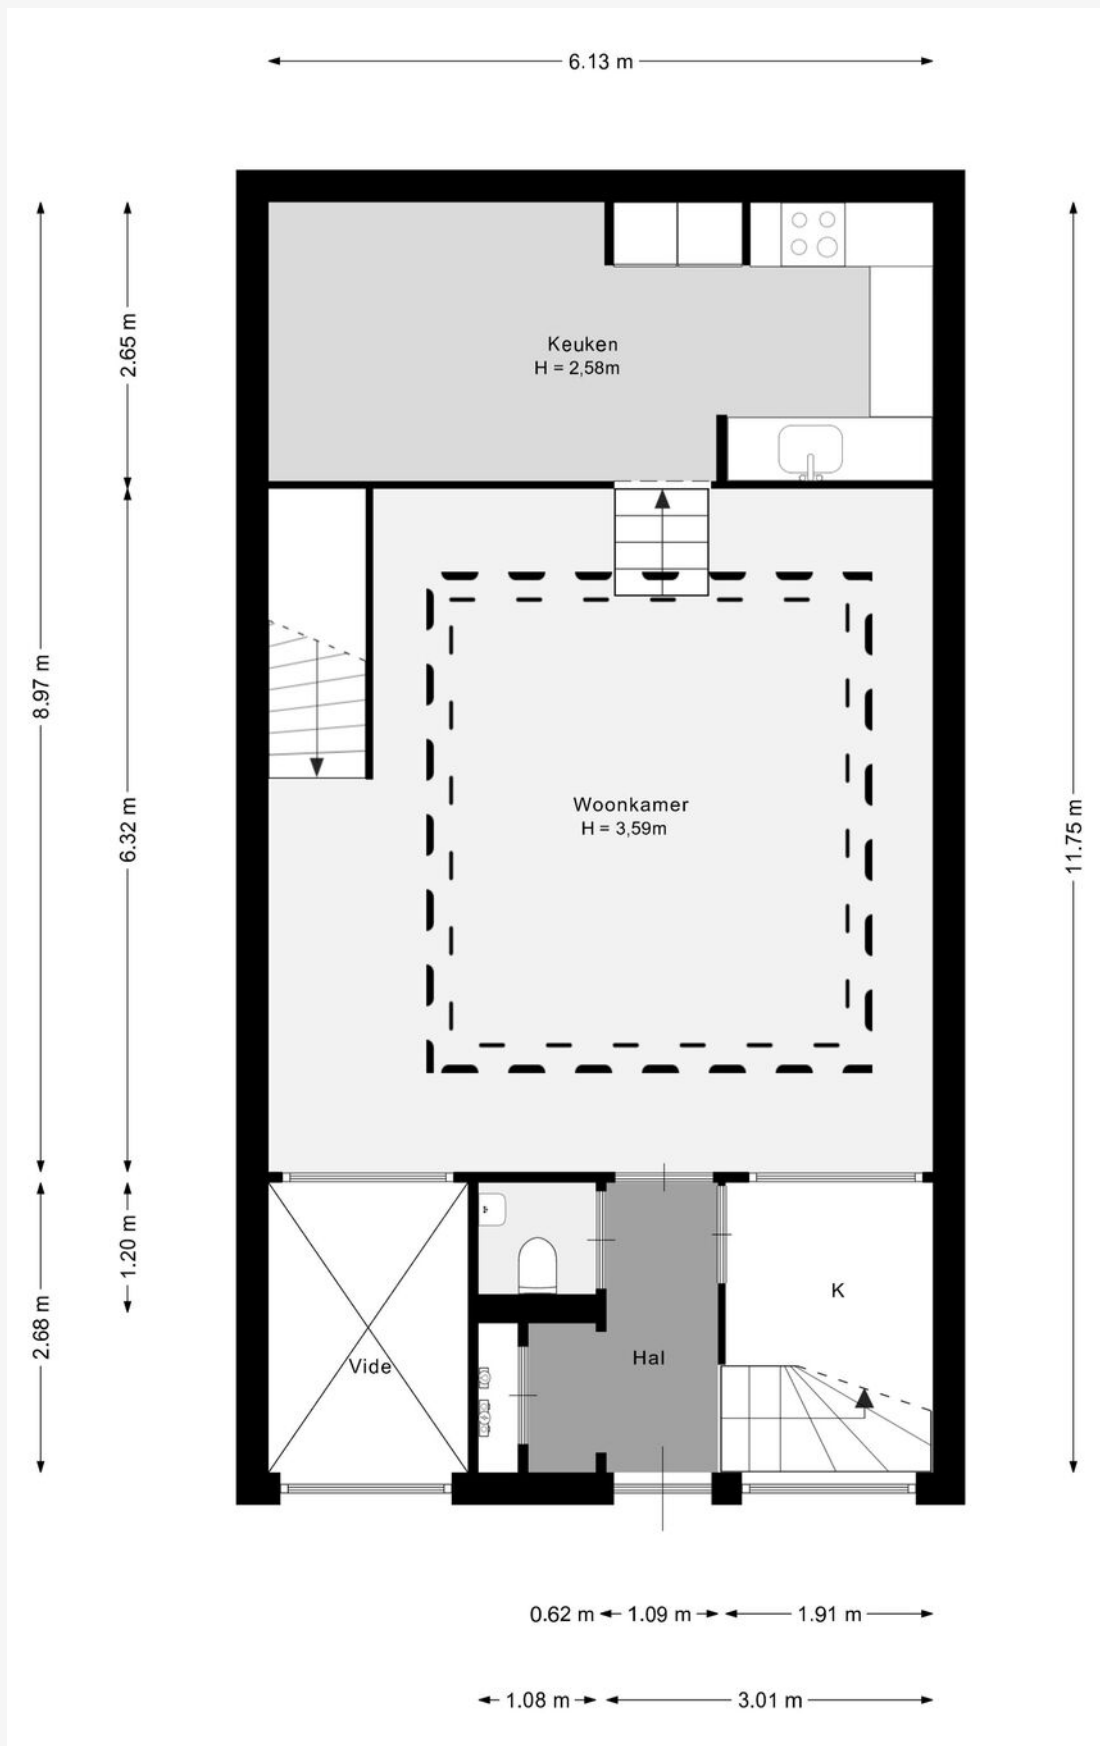 6.13 m
2.65 m
Keuken
H = 2,58m
8.97 m
6.32 m
Woonkamer
H = 3,59m
11.75 m
1.20 m
2.68 m
K
Hal
Vide
0.62 m
1.09 m
1.91 m
1.08 m
3.01 m